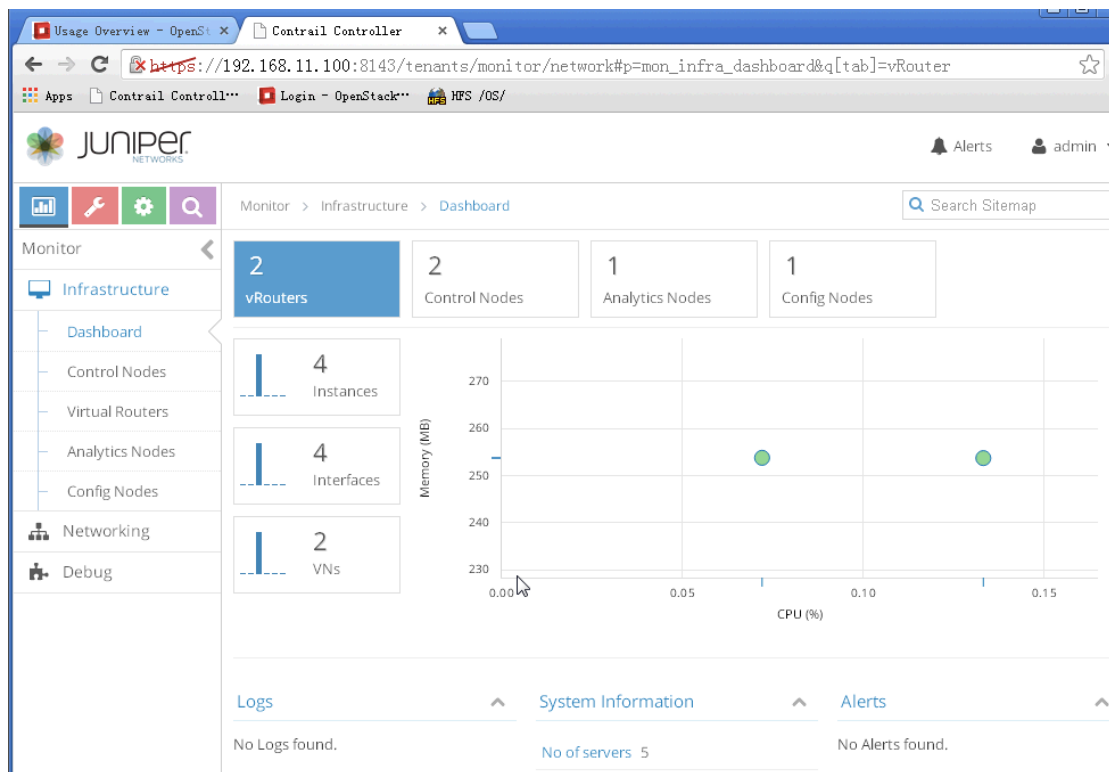 Usage Overview - OpenSt
Contrail Controller
https://192.168.11.100:8143/tenants/monitor/network#p=mon_infra_dashboard&q[tab]=vRouter
Apps Contrail Controll… Login - OpenStack… HFS /OS/
JUNIPER
NETWORKS
Alerts admin
Monitor > Infrastructure > Dashboard
Search Sitemap
Monitor
Infrastructure
Dashboard
Control Nodes
Virtual Routers
Analytics Nodes
Config Nodes
Networking
Debug
2
vRouters
2
Control Nodes
1
Analytics Nodes
1
Config Nodes
4
Instances
4
Interfaces
2
VNs
Memory (MB)
270
260
250
240
230
0.00 0.05 0.10 0.15
CPU (%)
Logs
No Logs found.
System Information
No of servers 5
Alerts
No Alerts found.